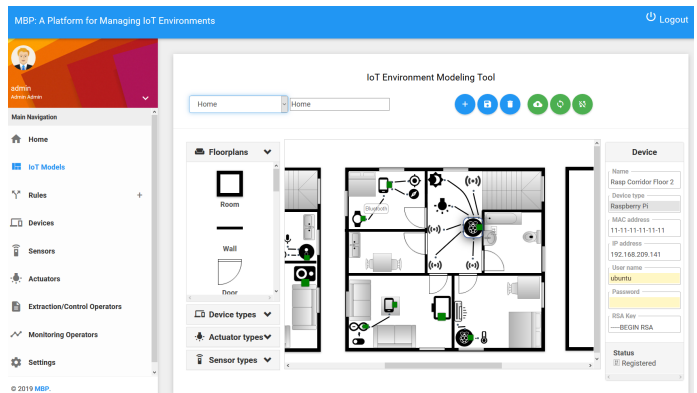 MBP: A Platform for Managing IoT Environments
Logout
admin
Admin Admin
Main Navigation
Home
IoT Models
Rules +
Devices
Sensors
Actuators
Extraction/Control Operators
Monitoring Operators
Settings
© 2019 MBP.
IoT Environment Modeling Tool
Home
Home
Floorplans
Room
Wall
Door
Device types
Actuator types
Sensor types
Bluetooth
Device
Name
Rasp Corridor Floor 2
Device type
Raspberry Pi
MAC address
11-11-11-11-11-11
IP address
192.168.209.141
User name
ubuntu
Password
RSA Key
-----BEGIN RSA
Status
Registered